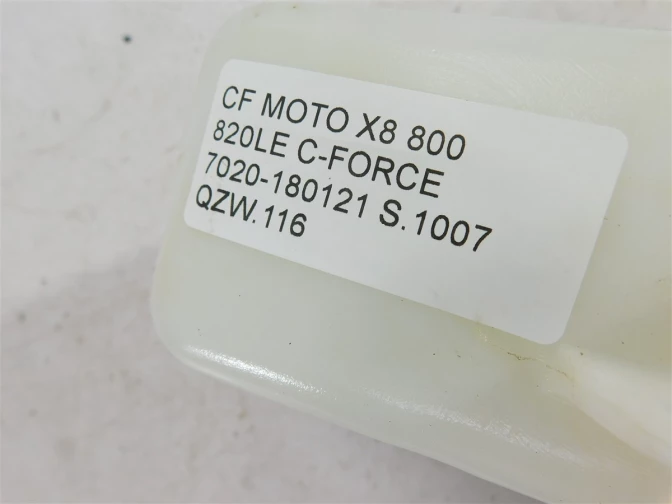 CF MOTO X8 800
820LE C-FORCE
7020-180121 S.1007
QZW.116